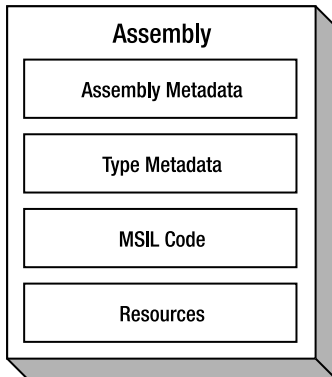 Assembly
Assembly Metadata
Type Metadata
MSIL Code
Resources